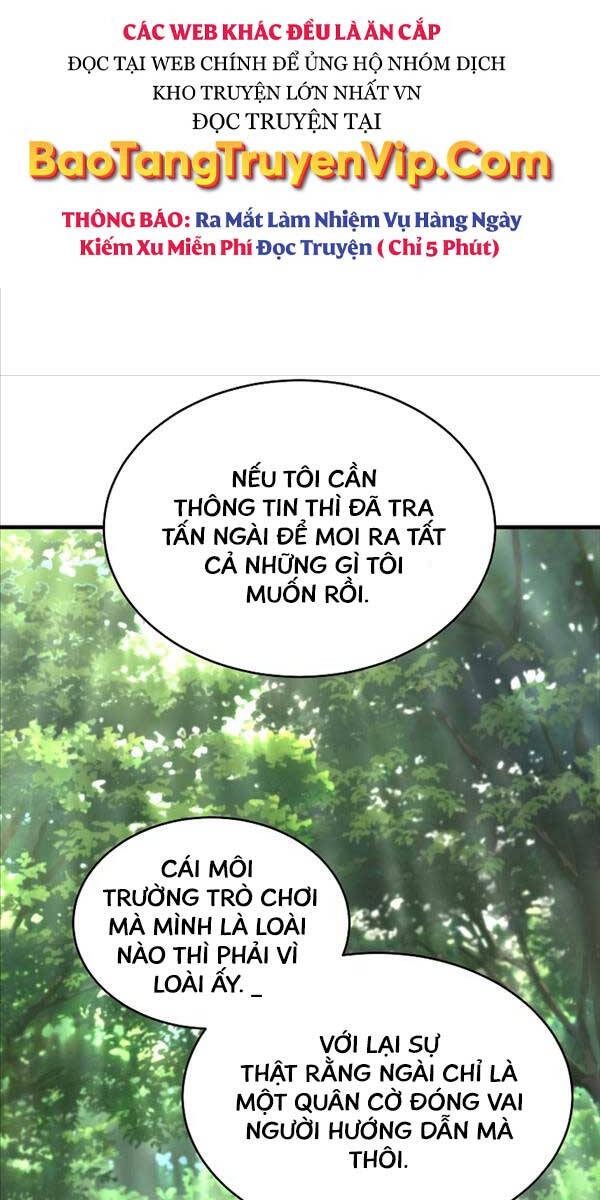 CÁC WEB KHÁC ĐỀU LÀ ĂN CẮP
ĐỌC TẠI WEB CHÍNH ĐỂ ỦNG HỘ NHÓM DỊCH
KHO TRUYỆN LỚN NHẤT VN
ĐỌC TRUYỆN TẠI
BaoTangTruyenVip.Com
THÔNG BÁO: Ra Mắt Làm Nhiệm Vụ Hàng Ngày
Kiếm Xu Miễn Phí Đọc Truyện ( Chỉ 5 Phút)
NẾU TÔI CẦN
THÔNG TIN THÌ ĐÃ TRA
TẤN NGÀI ĐỂ MOI RA TẤT
CẢ NHỮNG GÌ TÔI
MUỐN RỒI.
CÁI MÔI
TRƯỜNG TRÒ CHƠI
MÀ MÌNH LÀ LOÀI
NÀO THÌ PHẢI VÌ
LOÀI ẤY. _
VỚI LẠI SỰ
THẬT RẰNG NGÀI CHỈ LÀ
MỘT QUÂN CỜ ĐÓNG VAI
NGƯỜI HƯỚNG DẪN MÀ
THÔI.